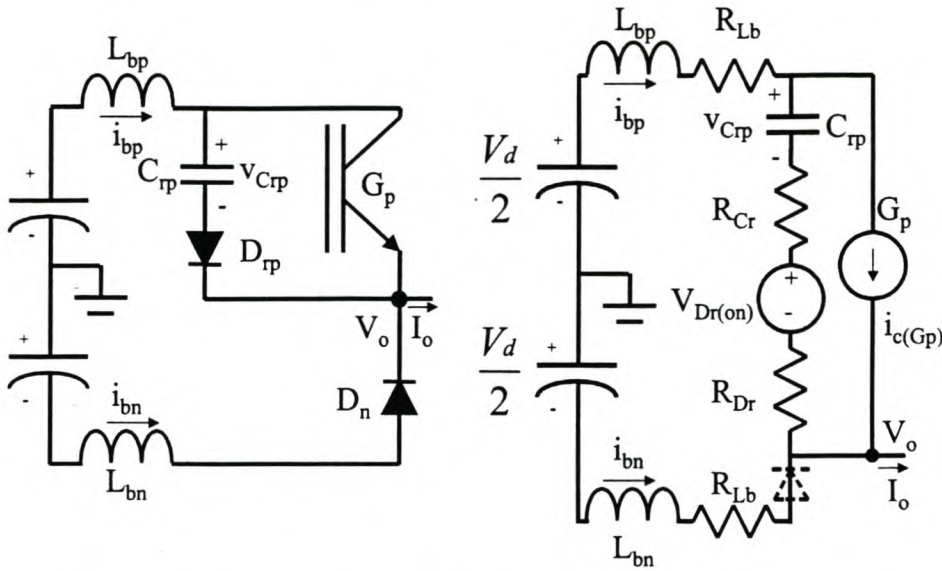 L_bp
i_bp
+
C_rp
v_Crp
-
G_p
D_rp
+
-
V_o
I_o
+
-
i_bn
D_n
L_bn
L_bp
R_Lb
i_bp
+
v_Crp
C_rp
-
V_d
2
+
-
R_Cr
G_p
V_Dr(on)
+
-
i_c(Gp)
V_d
2
+
-
R_Dr
V_o
I_o
i_bn
R_Lb
L_bn